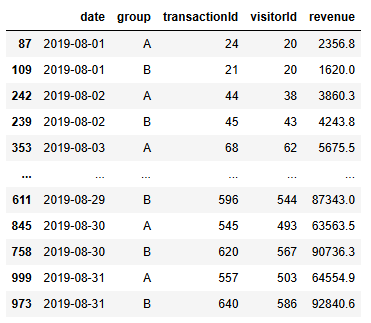 date group transactionId visitorId revenue
87 2019-08-01 A 24 20 2356.8
109 2019-08-01 B 21 20 1620.0
242 2019-08-02 A 44 38 3860.3
239 2019-08-02 B 45 43 4243.8
353 2019-08-03 A 68 62 5675.5
... ... ... ... ... ...
611 2019-08-29 B 596 544 87343.0
845 2019-08-30 A 545 493 63563.5
758 2019-08-30 B 620 567 90736.3
999 2019-08-31 A 557 503 64554.9
973 2019-08-31 B 640 586 92840.6